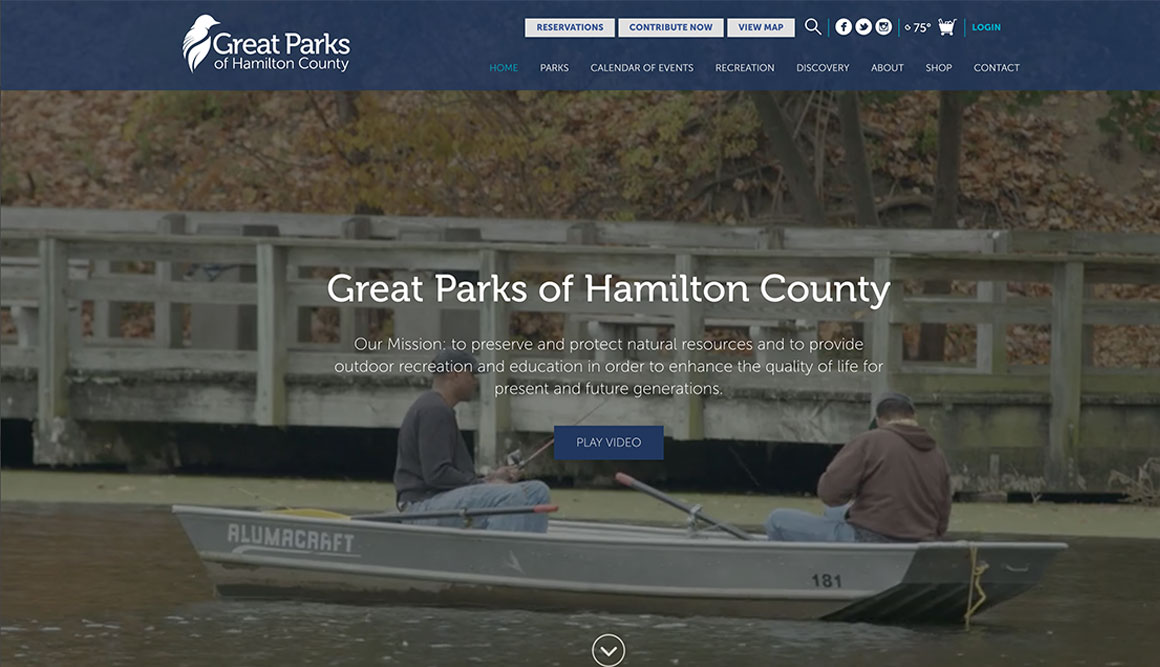 Great Parks
of Hamilton County
RESERVATIONS
CONTRIBUTE NOW
VIEW MAP
75°
LOGIN
HOME
PARKS
CALENDAR OF EVENTS
RECREATION
DISCOVERY
ABOUT
SHOP
CONTACT
Great Parks of Hamilton County
Our Mission: to preserve and protect natural resources and to provide
outdoor recreation and education in order to enhance the quality of life for
present and future generations.
PLAY VIDEO
ALUMACRAFT
181